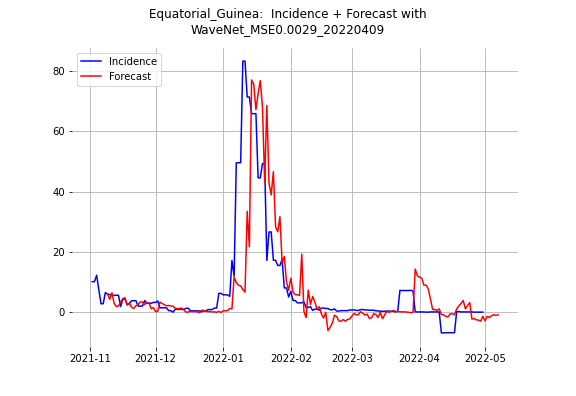 Equatorial_Guinea:  Incidence + Forecast with
WaveNet_MSE0.0029_20220409
Incidence
Forecast
80
60
40
20
0
2021-11 2021-12 2022-01 2022-02 2022-03 2022-04 2022-05